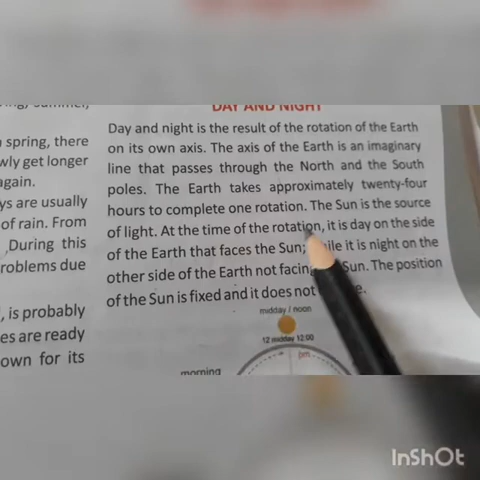 DAY AND NIGHT
Day and night is the result of the rotation of the Earth
on its own axis. The axis of the Earth is an imaginary
line that passes through the North and the South
poles. The Earth takes approximately twenty-four
hours to complete one rotation. The Sun is the source
of light. At the time of the rotation, it is day on the side
of the Earth that faces the Sun; it is night on the
other side of the Earth not facing Sun. The position
of the Sun is fixed and it does not
spring, there
get longer
again.
are usually
of rain. From
During this
due
is probably
are ready
own for its
midday / noon
12 midday 12:00
pm
morning
InShOt